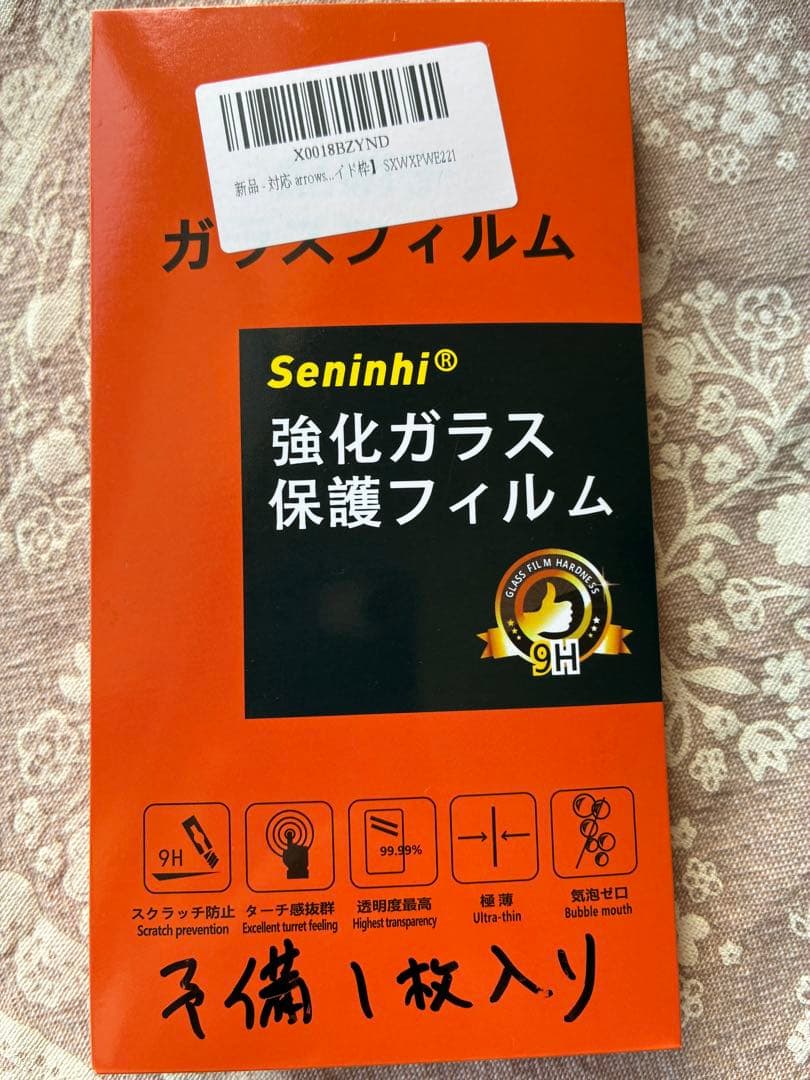 X0018BZYND
新品 - 対応 arrows...イド枠】 SXWXPWE221
ガラスフィルム
Seninhi®
強化ガラス
保護フィルム
GLASS FILM HARDNESS
9H
9H
99.99%
スクラッチ防止
Scratch prevention
ターチ感抜群
Excellent turret feeling
透明度最高
Highest transparency
極薄
Ultra-thin
気泡ゼロ
Bubble mouth
予備1枚入り